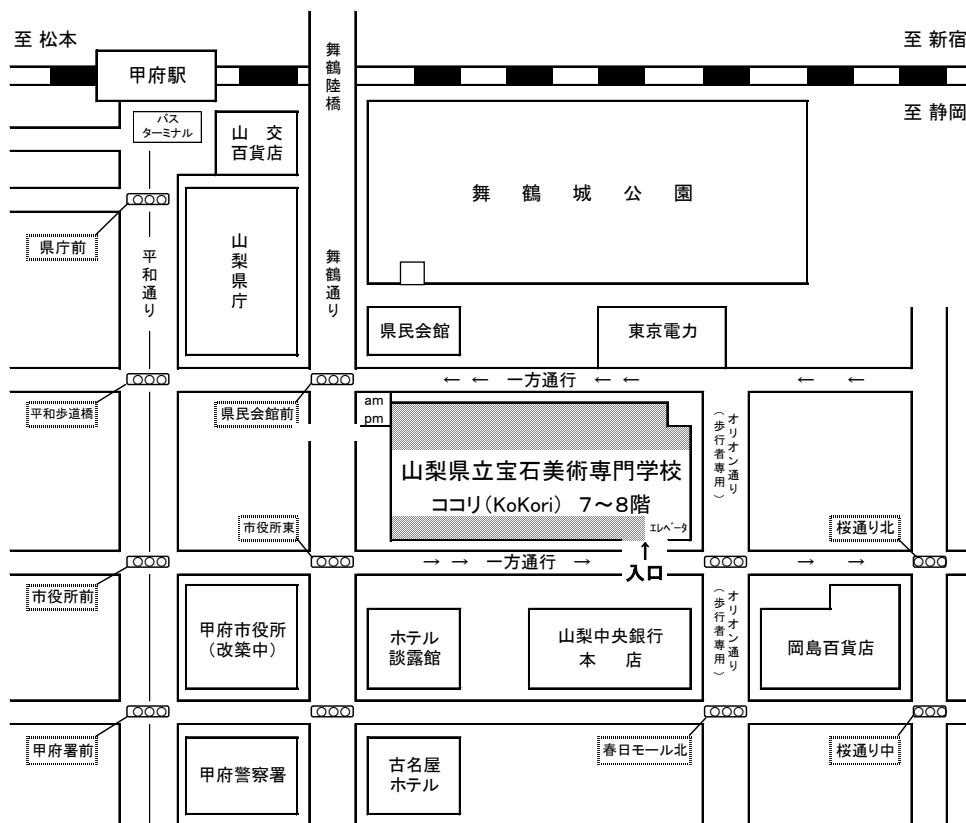 至 松本
至 新宿
舞鶴陸橋
甲府駅
至 静岡
バス
ターミナル
山 交
百貨店
舞 鶴 城 公 園
県庁前
平和通り
山梨県庁
舞鶴通り
県民会館
東京電力
← ← 一方通行 ← ←
← ←
平和歩道橋
県民会館前
am
pm
オリオン通り
(歩行者専用)
山梨県立宝石美術専門学校
ココリ(KoKori) 7~8階
エレベータ
市役所東
桜通り北
→ → 一方通行 →
↑
入口
→ →
市役所前
甲府市役所
(改築中)
ホテル
談露館
山梨中央銀行
本 店
オリオン通り
(歩行者専用)
岡島百貨店
甲府署前
春日モール北
桜通り中
甲府警察署
古名屋
ホテル